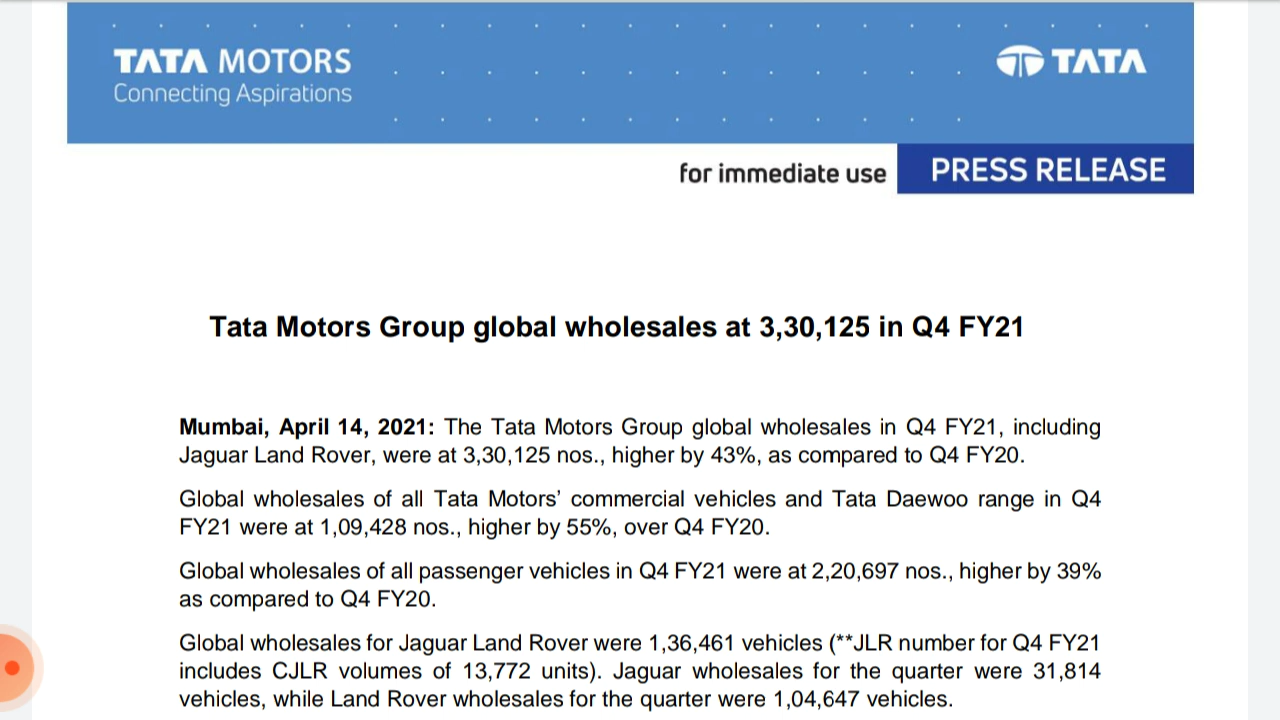 TATA MOTORS
Connecting Aspirations
TATA
for immediate use
PRESS RELEASE
Tata Motors Group global wholesales at 3,30,125 in Q4 FY21
Mumbai, April 14, 2021: The Tata Motors Group global wholesales in Q4 FY21, including
Jaguar Land Rover, were at 3,30,125 nos., higher by 43%, as compared to Q4 FY20.
Global wholesales of all Tata Motors’ commercial vehicles and Tata Daewoo range in Q4
FY21 were at 1,09,428 nos., higher by 55%, over Q4 FY20.
Global wholesales of all passenger vehicles in Q4 FY21 were at 2,20,697 nos., higher by 39%
as compared to Q4 FY20.
Global wholesales for Jaguar Land Rover were 1,36,461 vehicles (**JLR number for Q4 FY21
includes CJLR volumes of 13,772 units). Jaguar wholesales for the quarter were 31,814
vehicles, while Land Rover wholesales for the quarter were 1,04,647 vehicles.